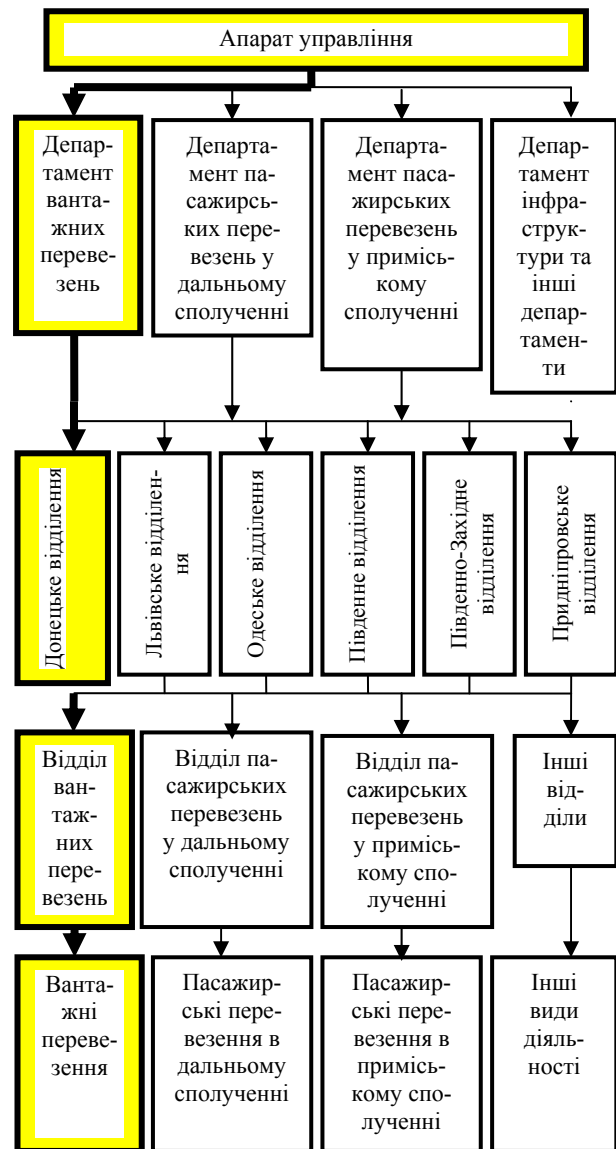 Апарат управління
Депар-
тамент
ванта-
жних
переве-
зень
Департа-
мент па-
сажирсь-
ких пере-
везень у
дальньому
сполученні
Департа-
мент паса-
жирських
перевезень
у примісь-
кому
сполученні
Депар-
тамент
інфра-
струк-
тури та
інші
депар-
тамен-
ти
Донецьке відділення
Львівське відділен-
ня
Одеське відділення
Південне відділення
Південно-Західне
відділення
Придніпровське
відділення
Відділ
ван-
таж-
них
пере-
везень
Відділ па-
сажирських
перевезень
у дальньому
сполученні
Відділ па-
сажирських
перевезень
у примісь-
кому спо-
лученні
Інші
від-
діли
Ванта-
жні
переве-
зення
Пасажир-
ські пере-
везення в
дальньому
сполученні
Пасажир-
ські пере-
везення в
примісь-
кому спо-
лученні
Інші
види
діяль-
ності